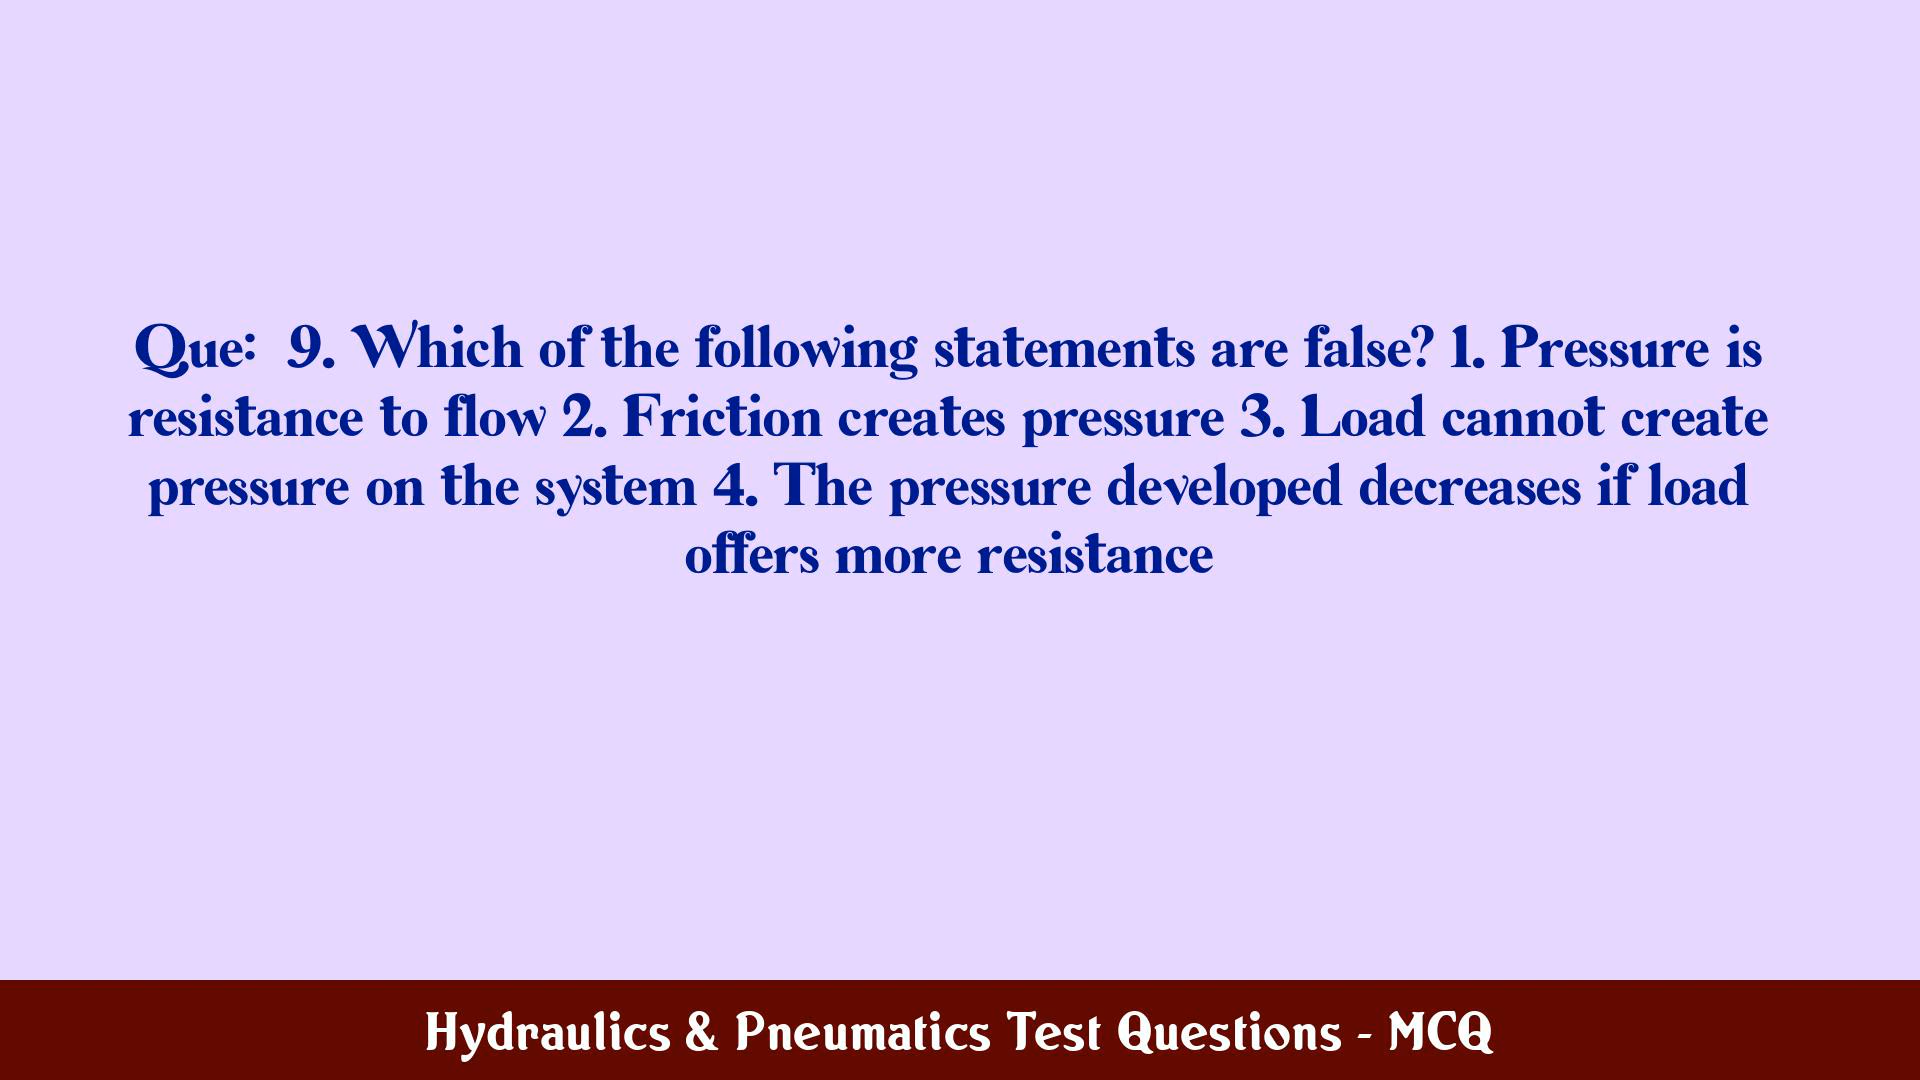 Que:  9. Which of the following statements are false? 1. Pressure is
resistance to flow 2. Friction creates pressure 3. Load cannot create
pressure on the system 4. The pressure developed decreases if load
offers more resistance
Hydraulics & Pneumatics Test Questions - MCQ